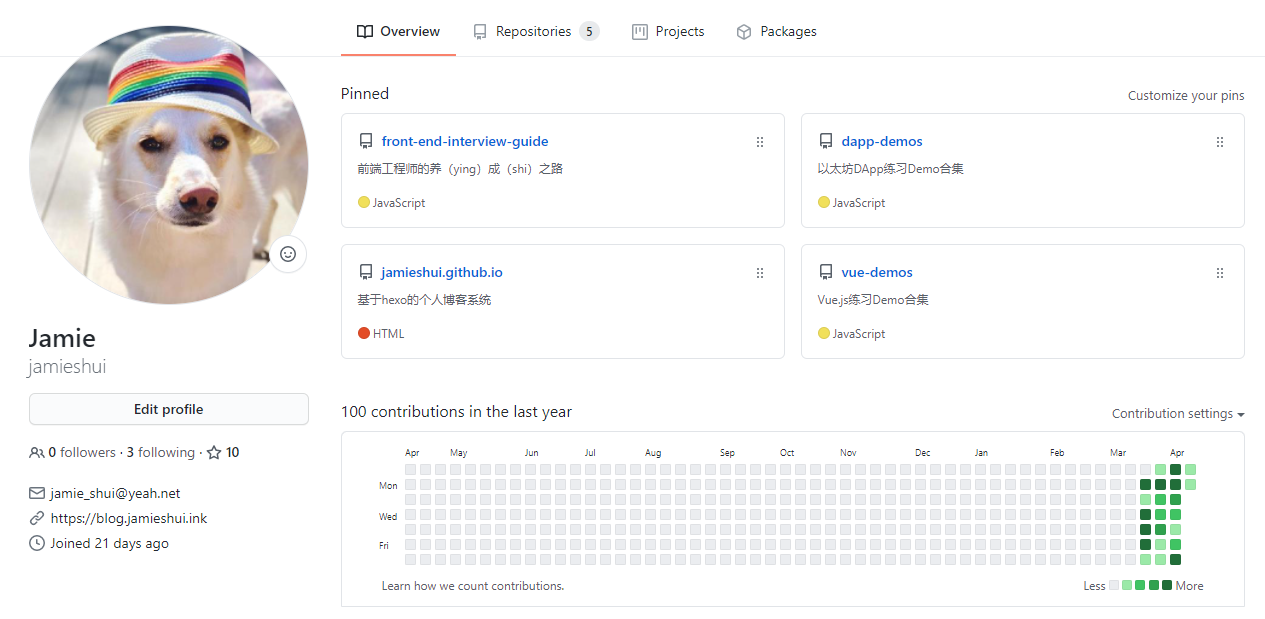 Overview Repositories 5 Projects Packages
Jamie
jamieshui
Edit profile
0 followers · 3 following · 10
jamie_shui@yeah.net
https://blog.jamieshui.ink
Joined 21 days ago
Pinned
Customize your pins
front-end-interview-guide
前端工程师的养（ying）成（shi）之路
JavaScript
dapp-demos
以太坊DApp练习Demo合集
JavaScript
jamieshui.github.io
基于hexo的个人博客系统
HTML
vue-demos
Vue.js练习Demo合集
JavaScript
100 contributions in the last year
Contribution settings
Apr May Jun Jul Aug Sep Oct Nov Dec Jan Feb Mar Apr
Mon
Wed
Fri
Learn how we count contributions.
Less More